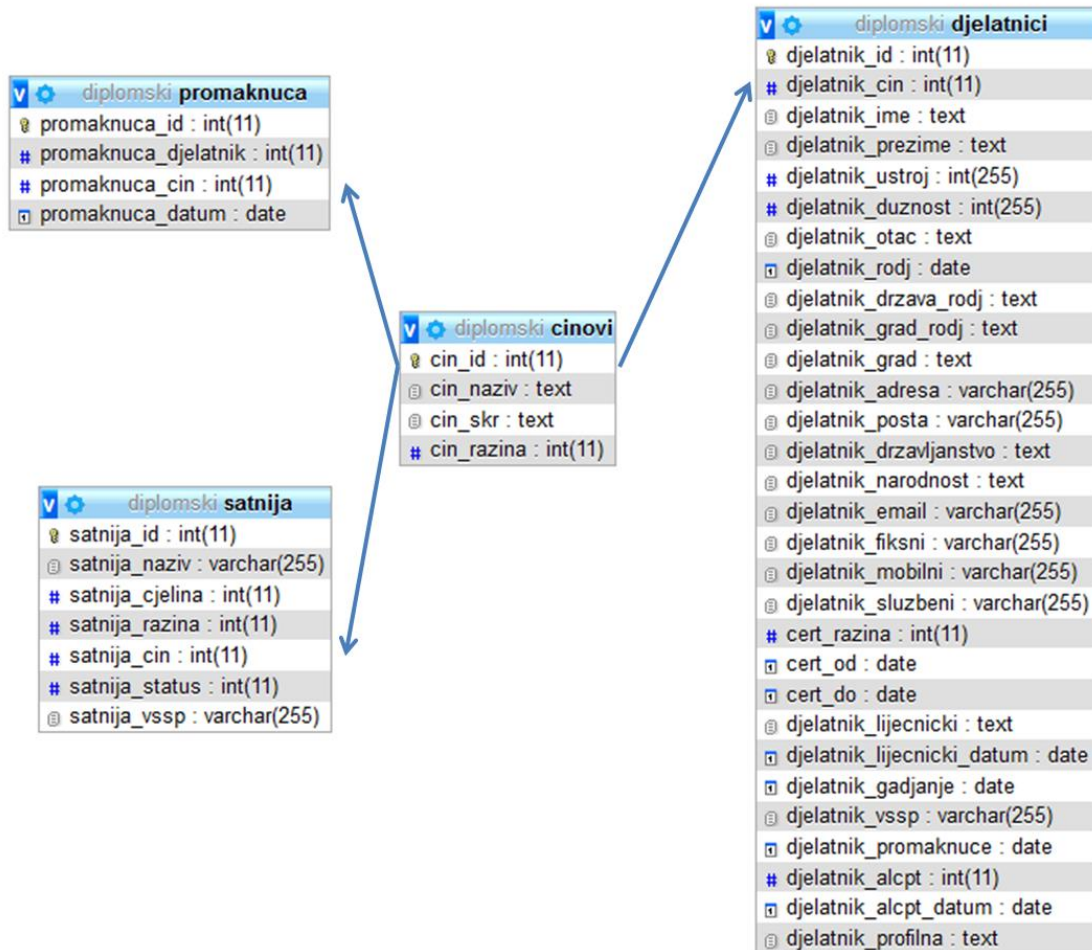 diplomski promaknuca
promaknuca_id : int(11)
promaknuca_djelatnik : int(11)
promaknuca_cin : int(11)
promaknuca_datum : date
diplomski satnija
satnija_id : int(11)
satnija_naziv : varchar(255)
satnija_cjelina : int(11)
satnija_razina : int(11)
satnija_cin : int(11)
satnija_status : int(11)
satnija_vssp : varchar(255)
diplomski cinovi
cin_id : int(11)
cin_naziv : text
cin_skr : text
cin_razina : int(11)
diplomski djelatnici
djelatnik_id : int(11)
djelatnik_cin : int(11)
djelatnik_ime : text
djelatnik_prezime : text
djelatnik_ustroj : int(255)
djelatnik_duznost : int(255)
djelatnik_otac : text
djelatnik_rodj : date
djelatnik_drzava_rodj : text
djelatnik_grad_rodj : text
djelatnik_grad : text
djelatnik_adresa : varchar(255)
djelatnik_posta : varchar(255)
djelatnik_drzavljanstvo : text
djelatnik_narodnost : text
djelatnik_email : varchar(255)
djelatnik_fiksni : varchar(255)
djelatnik_mobilni : varchar(255)
djelatnik_sluzbeni : varchar(255)
cert_razina : int(11)
cert_od : date
cert_do : date
djelatnik_lijecnicki : text
djelatnik_lijecnicki_datum : date
djelatnik_gadjanje : date
djelatnik_vssp : varchar(255)
djelatnik_promaknuce : date
djelatnik_alcpt : int(11)
djelatnik_alcpt_datum : date
djelatnik_profilna : text